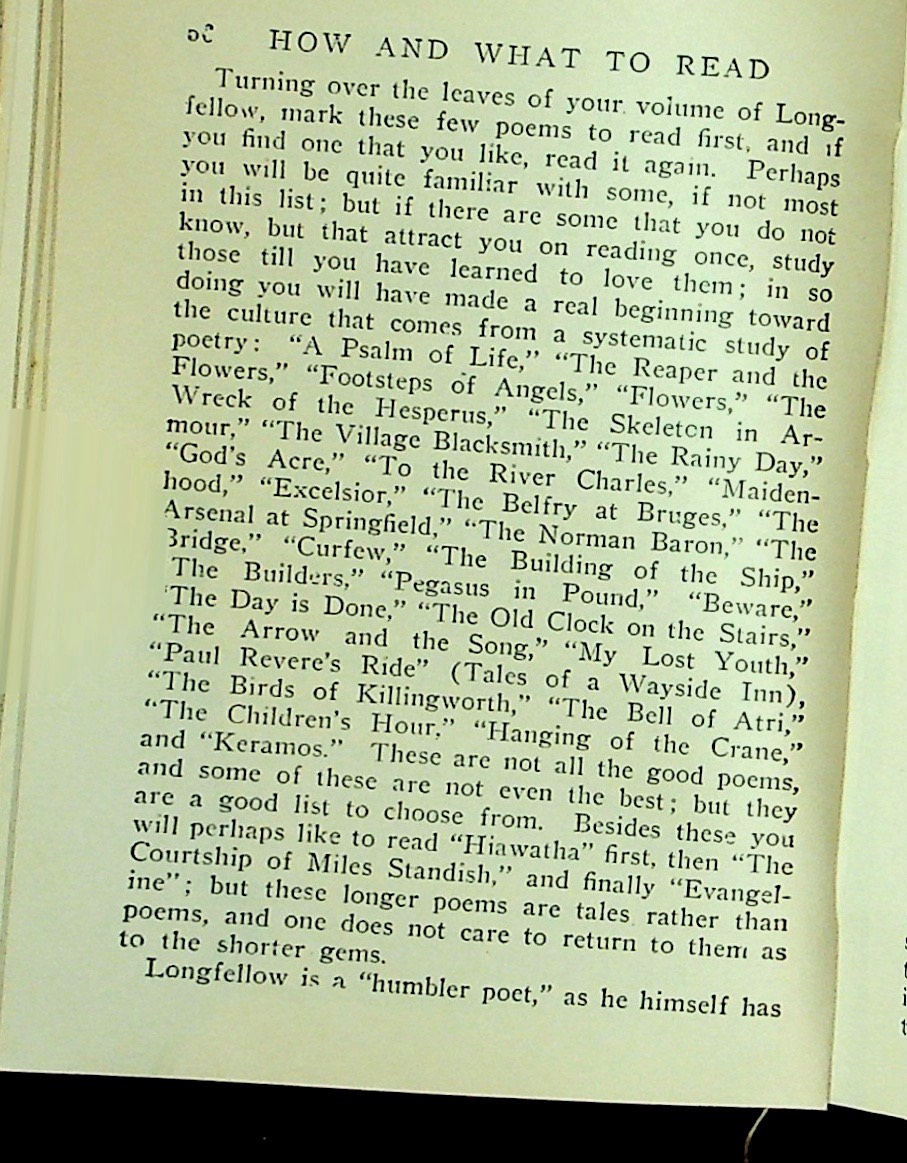 HOW AND WHAT TO READ
Turning over the leaves of your volume of Long-
fellow, mark these few poems to read first, and if
you find one that you like, read it again. Perhaps
you will be quite familiar with some, if not most
in this list; but if there are some that you do not
know, but that attract you on reading once, study
those till you have learned to love them; in so
doing you will have made a real beginning toward
the culture that comes from a systematic study of
poetry: “A Psalm of Life,” “The Reaper and the
Flowers,” “Footsteps of Angels,” “Flowers,” “The
Wreck of the Hesperus,” “The Skeleton in Ar-
mour,” “The Village Blacksmith,” “The Rainy Day,”
“God's Acre,” “To the River Charles,” “Maiden-
hood,” “Excelsior,” “The Belfry at Bruges,” “The
Arsenal at Springfield,” “The Norman Baron,” “The
Bridge,” “Curfew,” “The Building of the Ship,”
The Builders,” “Pegasus in Pound,” “Beware,”
‘The Day is Done,” “The Old Clock on the Stairs,”
“The Arrow and the Song,” “My Lost Youth,”
“Paul Revere's Ride” (Tales of a Wayside Inn),
“The Birds of Killingworth,” “The Bell of Atri,”
“The Children's Hour,” “Hanging of the Crane,”
and “Keramos.” These are not all the good poems,
and some of these are not even the best; but they
are a good list to choose from. Besides these you
will perhaps like to read “Hiawatha” first, then “The
Courtship of Miles Standish,” and finally “Evangel-
ine”; but these longer poems are tales rather than
poems, and one does not care to return to them as
to the shorter gems.
Longfellow is a “humbler poet,” as he himself has